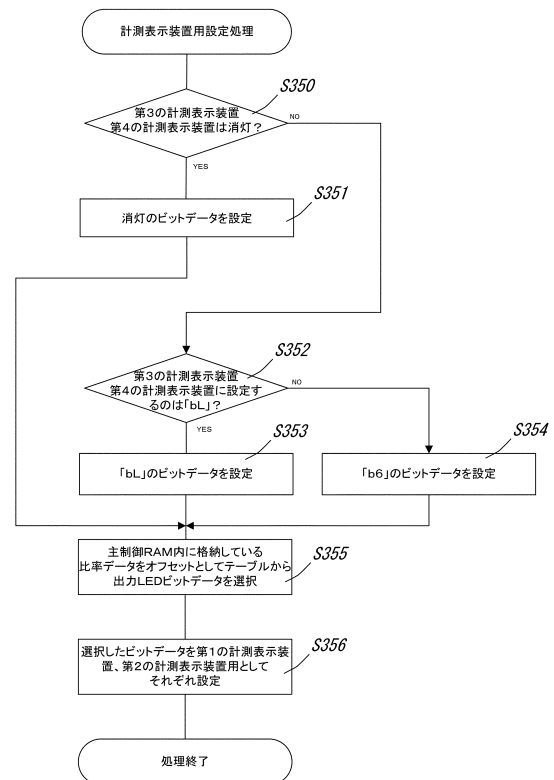 計測表示装置用設定処理
S350
第3の計測表示装置
第4の計測表示装置は消灯?
NO
YES
S351
消灯のビットデータを設定
S352
第3の計測表示装置
第4の計測表示装置に設定す
るのは「bL」?
NO
YES
S353
「bL」のビットデータを設定
S354
「b6」のビットデータを設定
S355
主制御RAM内に格納している
比率データをオフセットとしてテーブルから
出力LEDビットデータを選択
S356
選択したビットデータを第1の計測表示装
置、第2の計測表示装置用として
それぞれ設定
処理終了